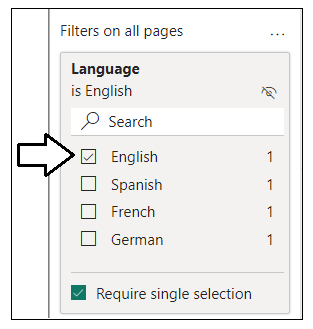 Filters on all pages ...
Language
is English
Search
English 1
Spanish 1
French 1
German 1
Require single selection